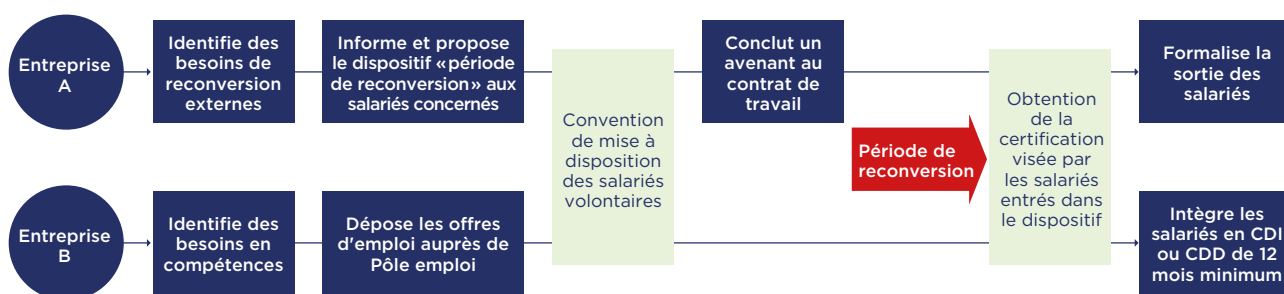 Entreprise
A
Identifie des
besoins de
reconversion
externes
Informe et propose
le dispositif «période
de reconversion» aux
salariés concernés
Convention
de mise à
disposition
des salariés
volontaires
Conclut un
avenant au
contrat de
travail
Période de
reconversion
Obtention
de la
certification
visée par
les salariés
entrés dans
le dispositif
Formalise la
sortie des
salariés
Entreprise
B
Identifie des
besoins en
compétences
Dépose les offres
d'emploi auprès de
Pôle emploi
Intègre les
salariés en CDI
ou CDD de 12
mois minimum